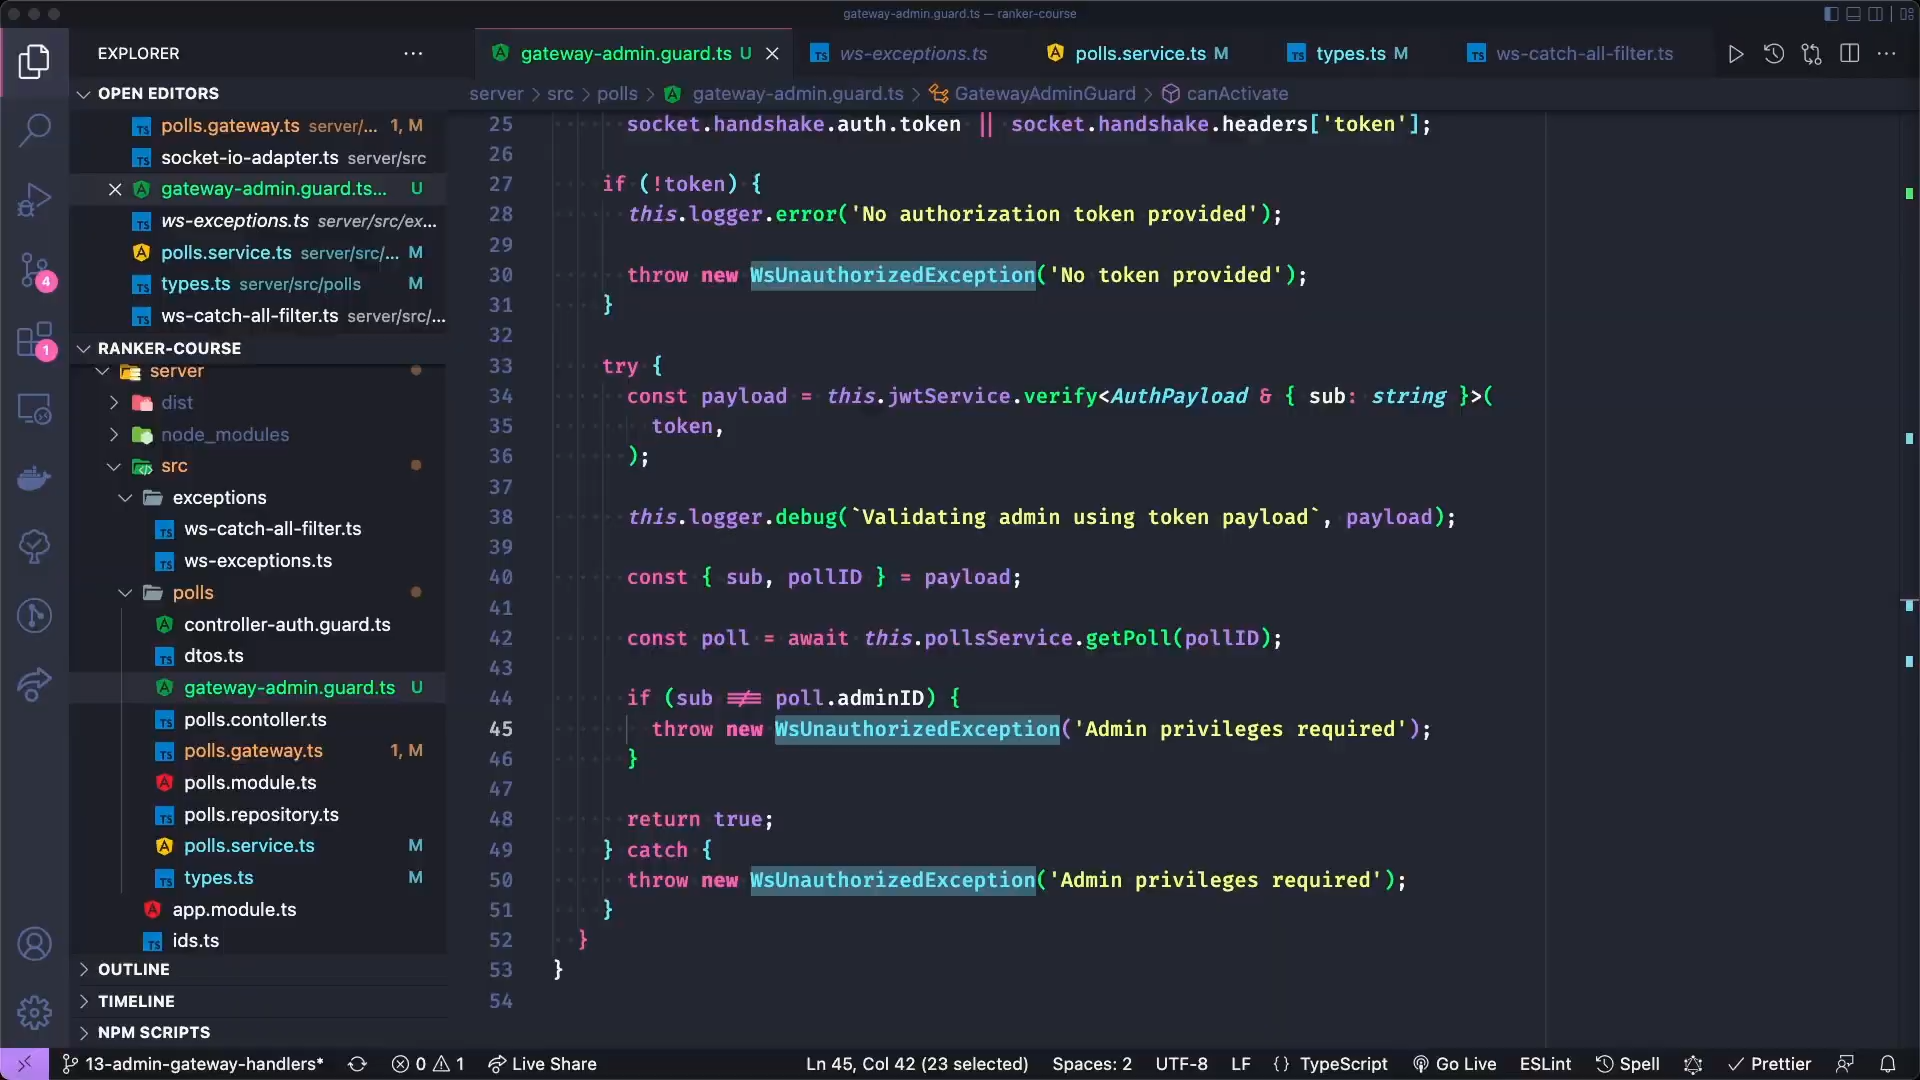 gateway-admin.guard.ts — ranker-course
EXPLORER
gateway-admin.guard.ts U
ws-exceptions.ts
polls.service.ts M
types.ts M
ws-catch-all-filter.ts
OPEN EDITORS
server > src > polls > gateway-admin.guard.ts > GatewayAdminGuard > canActivate
polls.gateway.ts server/... 1, M
socket-io-adapter.ts server/src
gateway-admin.guard.ts... U
ws-exceptions.ts server/src/ex...
polls.service.ts server/src/... M
types.ts server/src/polls M
ws-catch-all-filter.ts server/src/...
RANKER-COURSE
server
dist
node_modules
src
exceptions
ws-catch-all-filter.ts
ws-exceptions.ts
polls
controller-auth.guard.ts
dtos.ts
gateway-admin.guard.ts U
polls.contoller.ts
polls.gateway.ts 1, M
polls.module.ts
polls.repository.ts
polls.service.ts M
types.ts M
app.module.ts
ids.ts
OUTLINE
TIMELINE
NPM SCRIPTS
4
1
25 socket.handshake.auth.token || socket.handshake.headers['token'];
26
27 if (!token) {
28 this.logger.error('No authorization token provided');
29
30 throw new WsUnauthorizedException('No token provided');
31 }
32
33 try {
34 const payload = this.jwtService.verify<AuthPayload & { sub: string }>(
35 token,
36 );
37
38 this.logger.debug(`Validating admin using token payload`, payload);
39
40 const { sub, pollID } = payload;
41
42 const poll = await this.pollsService.getPoll(pollID);
43
44 if (sub !== poll.adminID) {
45 throw new WsUnauthorizedException('Admin privileges required');
46 }
47
48 return true;
49 } catch {
50 throw new WsUnauthorizedException('Admin privileges required');
51 }
52 }
53 }
54
13-admin-gateway-handlers* 0 1 Live Share Ln 45, Col 42 (23 selected) Spaces: 2 UTF-8 LF {} TypeScript Go Live ESLint Spell Prettier